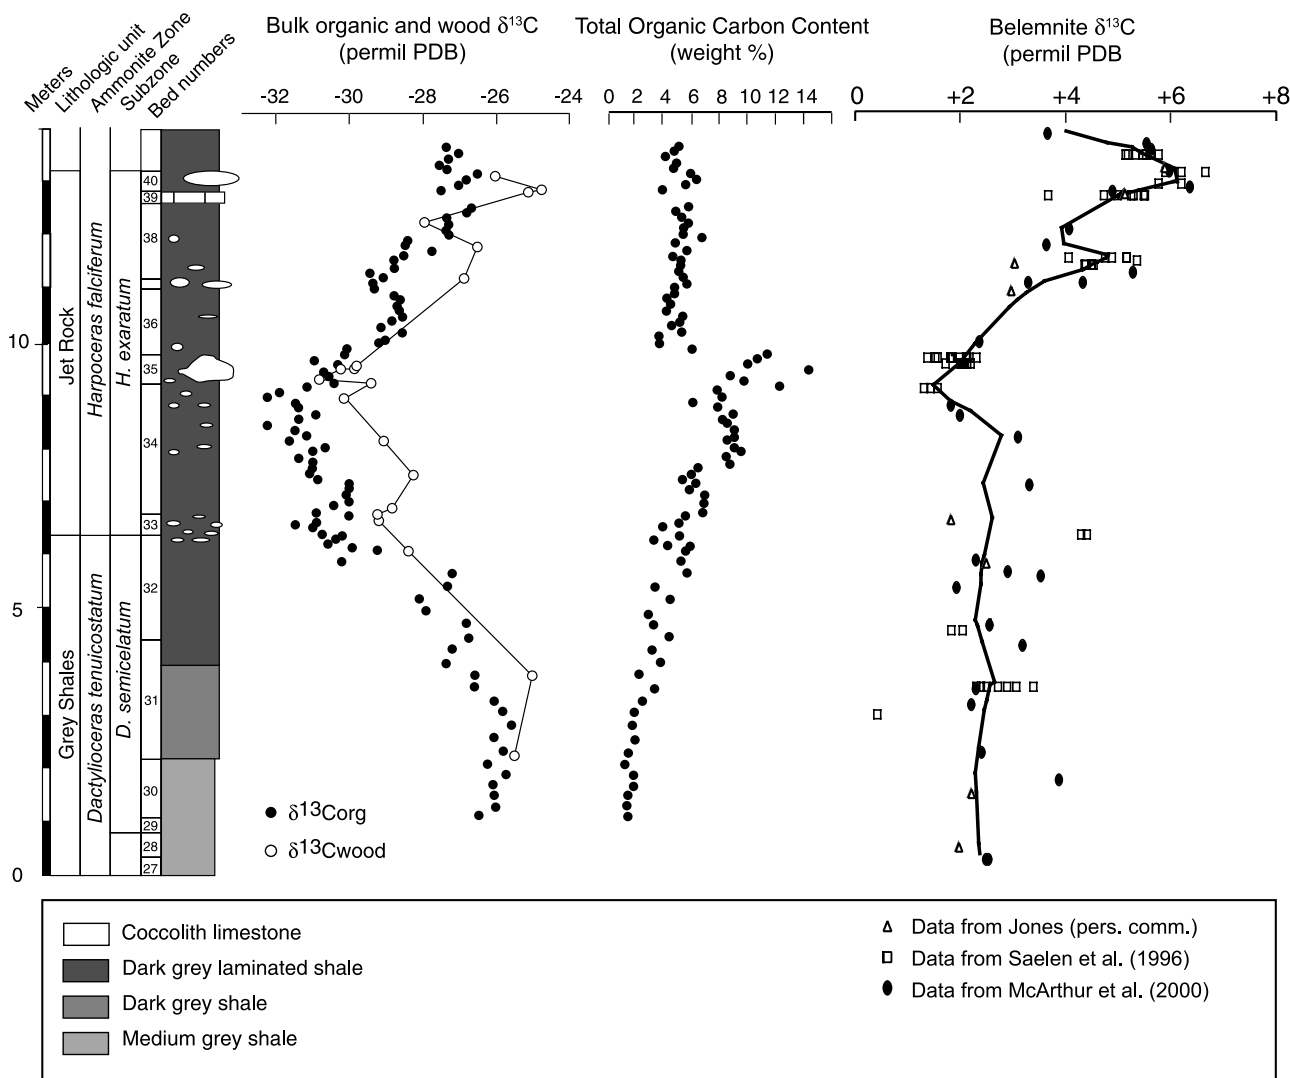 Bulk organic and wood δ¹³C
(permil PDB)
Total Organic Carbon Content
(weight %)
Belemnite δ¹³C
(permil PDB
Meters
Lithologic unit
Ammonite Zone
Subzone
Bed numbers
-32 -30 -28 -26 -24
0 2 4 6 8 10 12 14
0 +2 +4 +6 +8
10
5
0
Jet Rock
Grey Shales
Harpoceras falciferum
Dactylioceras tenuicostatum
H. exaratum
D. semicelatum
40
39
38
36
35
34
33
32
31
30
29
28
27
δ¹³Corg
δ¹³Cwood
Coccolith limestone
Dark grey laminated shale
Dark grey shale
Medium grey shale
Data from Jones (pers. comm.)
Data from Saelen et al. (1996)
Data from McArthur et al. (2000)